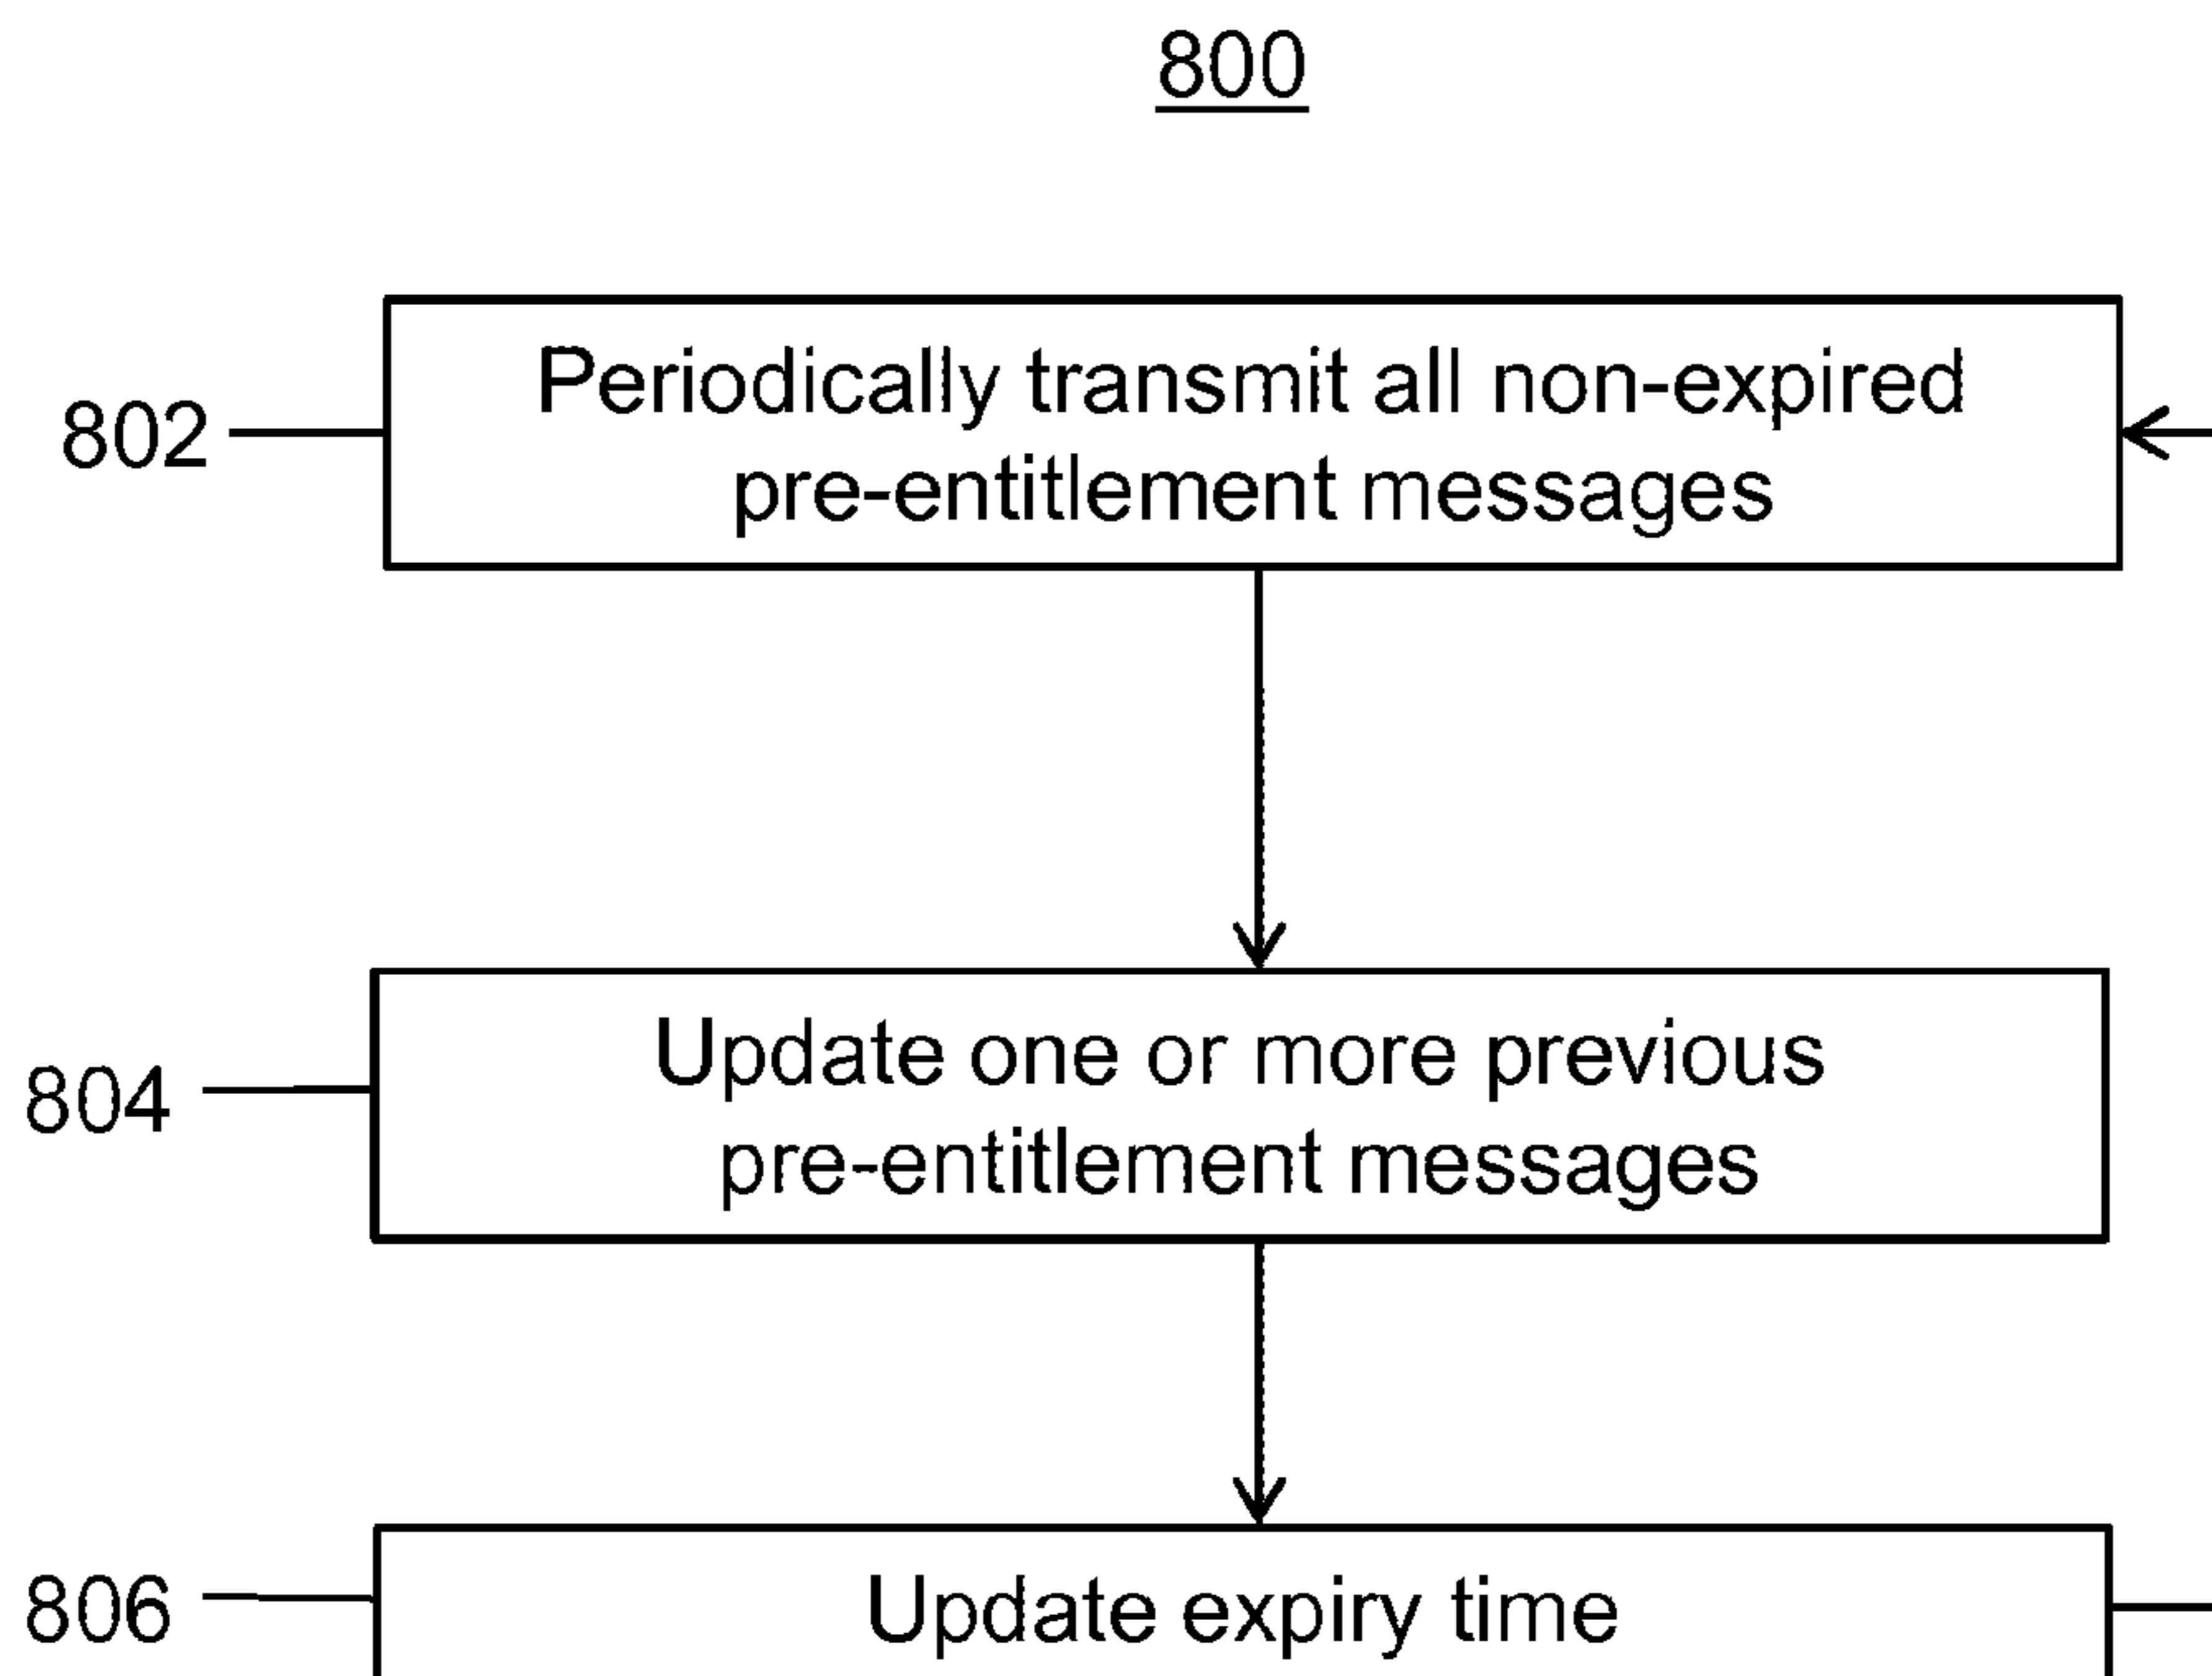 800
802
Periodically transmit all non-expired
pre-entitlement messages
804
Update one or more previous
pre-entitlement messages
806
Update expiry time